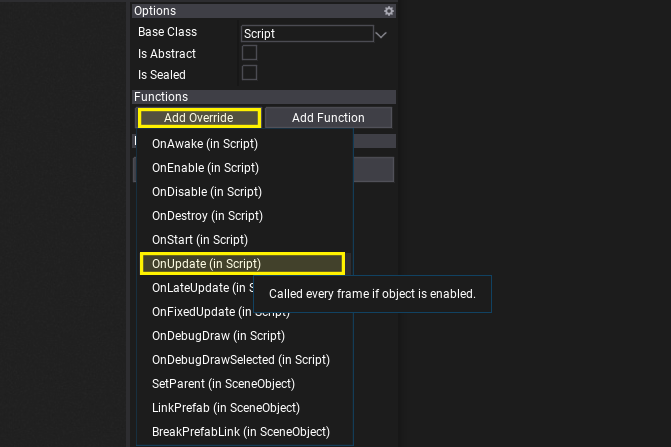 Options
Base Class
Script
Is Abstract
Is Sealed
Functions
Add Override
Add Function
OnAwake (in Script)
OnEnable (in Script)
OnDisable (in Script)
OnDestroy (in Script)
OnStart (in Script)
OnUpdate (in Script)
OnLateUpdate (in S
Called every frame if object is enabled.
OnFixedUpdate (in Script)
OnDebugDraw (in Script)
OnDebugDrawSelected (in Script)
SetParent (in SceneObject)
LinkPrefab (in SceneObject)
BreakPrefabLink (in SceneObject)